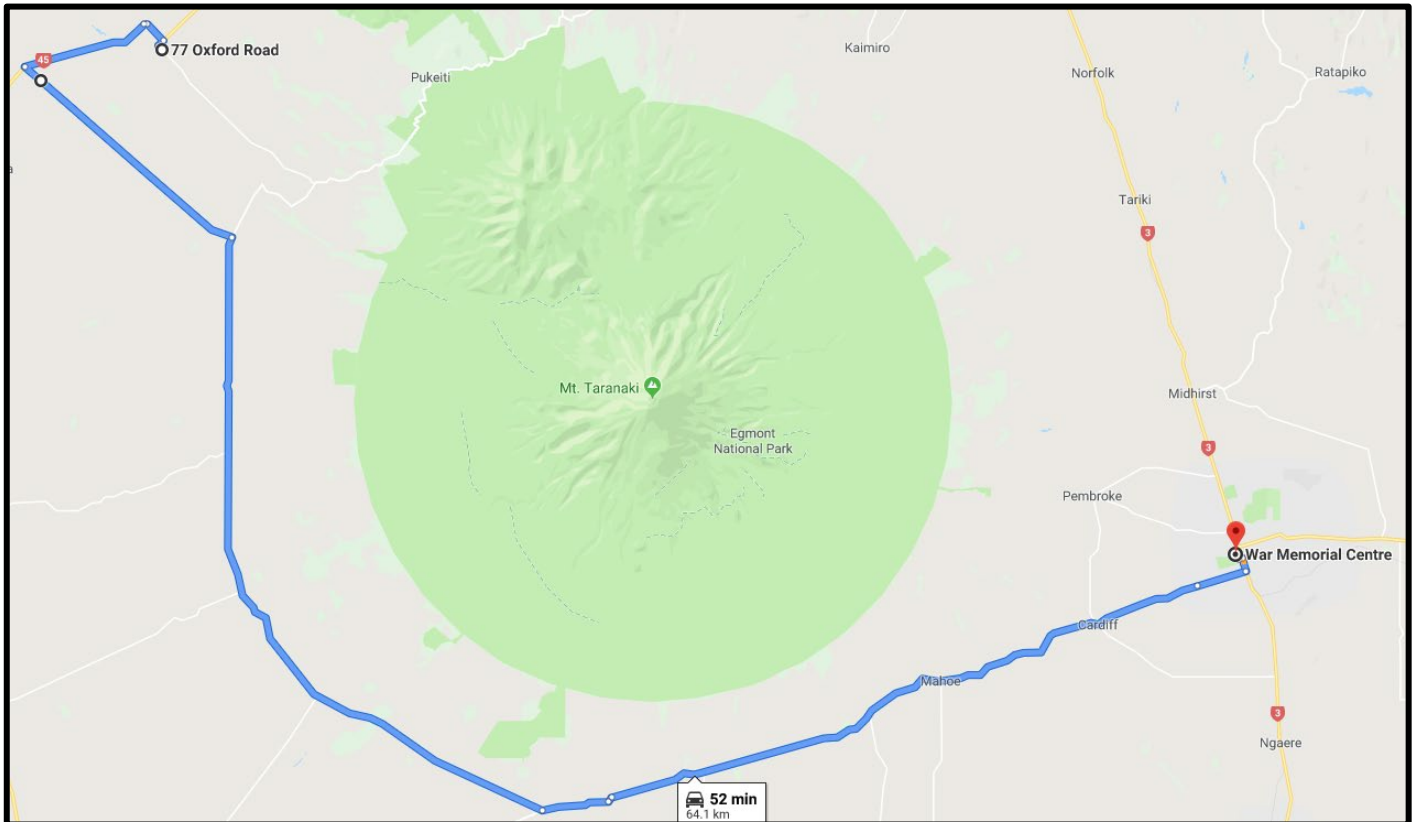 77 Oxford Road
45
Kaimiro
Pukeiti
Norfolk
Ratapiko
a
Tariki
3
Mt. Taranaki
Midhirst
Egmont
National Park
3
Pembroke
War Memorial Centre
Cardiff
Mahoe
3
Ngaere
52 min
64.1 km